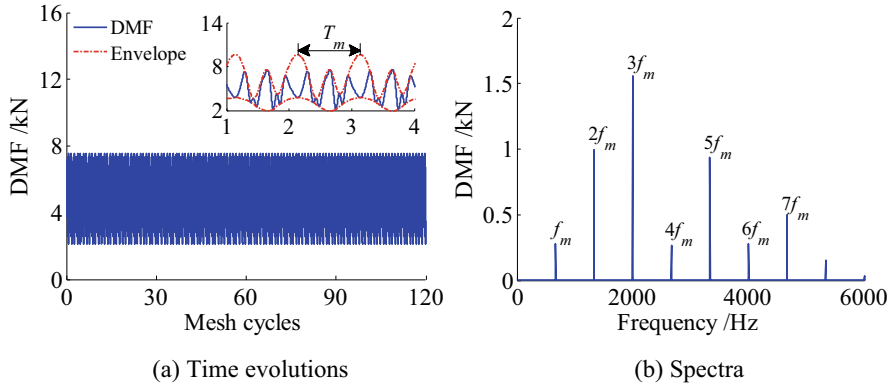 DMF
Envelope
DMF /kN
16
12
8
4
0
0 30 60 90 120
Mesh cycles
14
8
2
1 2 3 4
T_m
(a) Time evolutions
DMF /kN
2
1.5
1
0.5
0
0 2000 4000 6000
Frequency /Hz
f_m
2f_m
3f_m
4f_m
5f_m
6f_m
7f_m
(b) Spectra